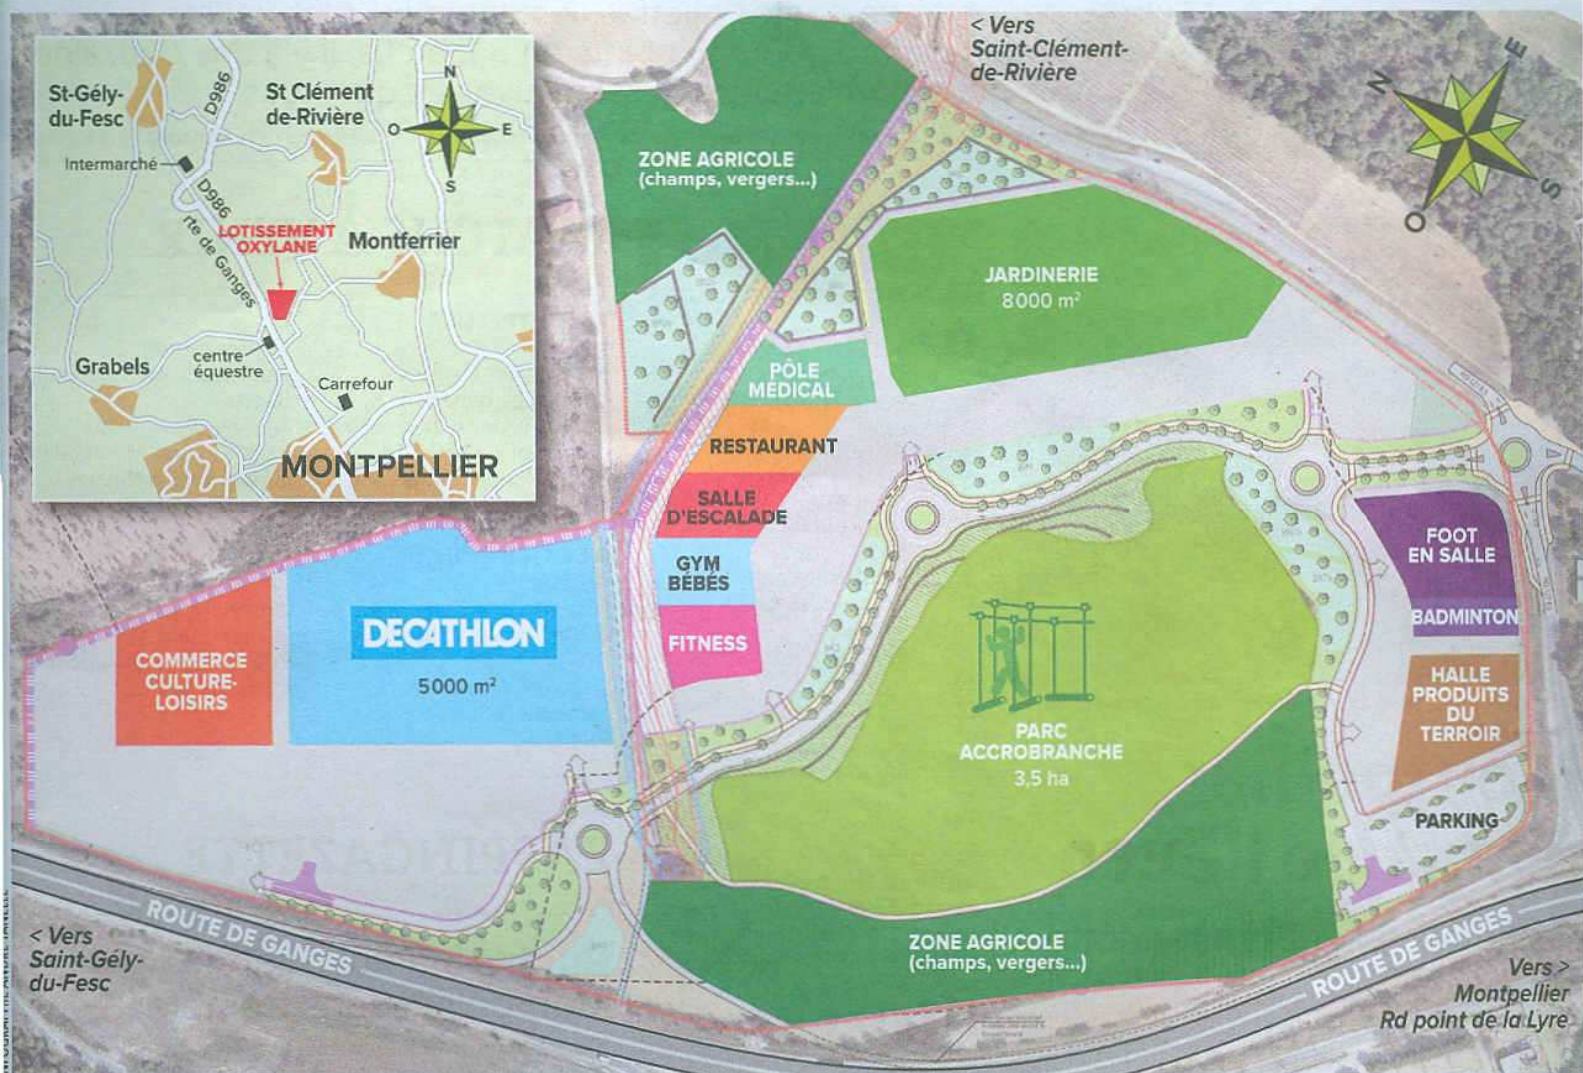 < Vers
Saint-Clément-
de-Rivière
N
E
S
O
St-Gély-
du-Fesc
D986
St Clément
de-Rivière
N
O
E
S
Intermarché
D986
rte de Ganges
LOTISSEMENT
OXYLANE
Montferrier
Grabels
centre
équestre
Carrefour
MONTPELLIER
ZONE AGRICOLE
(champs, vergers...)
JARDINERIE
8000 m²
PÔLE
MÉDICAL
RESTAURANT
SALLE
D'ESCALADE
GYM
BÉBÉS
FITNESS
FOOT
EN SALLE
BADMINTON
HALLE
PRODUITS
DU
TERROIR
PARKING
COMMERCE
CULTURE-
LOISIRS
DECATHLON
5000 m²
PARC
ACCROBRANCHE
3,5 ha
ZONE AGRICOLE
(champs, vergers...)
ROUTE DE GANGES
ROUTE DE GANGES
< Vers
Saint-Gély-
du-Fesc
Vers >
Montpellier
Rd point de la Lyre